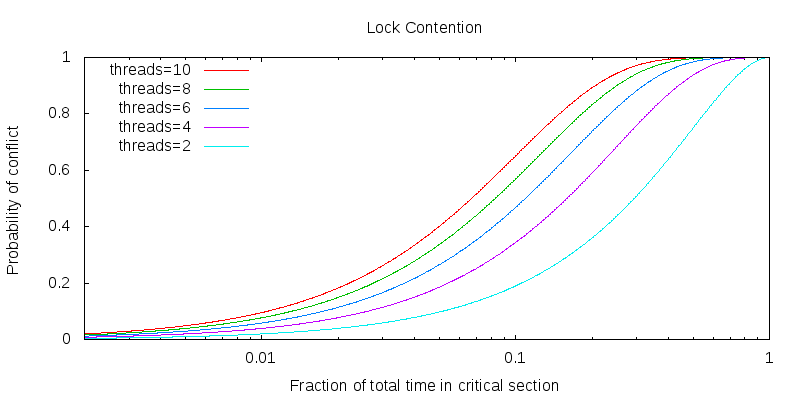 Lock Contention
Probability of conflict
1
0.8
0.6
0.4
0.2
0
threads=10
threads=8
threads=6
threads=4
threads=2
0.01
0.1
1
Fraction of total time in critical section